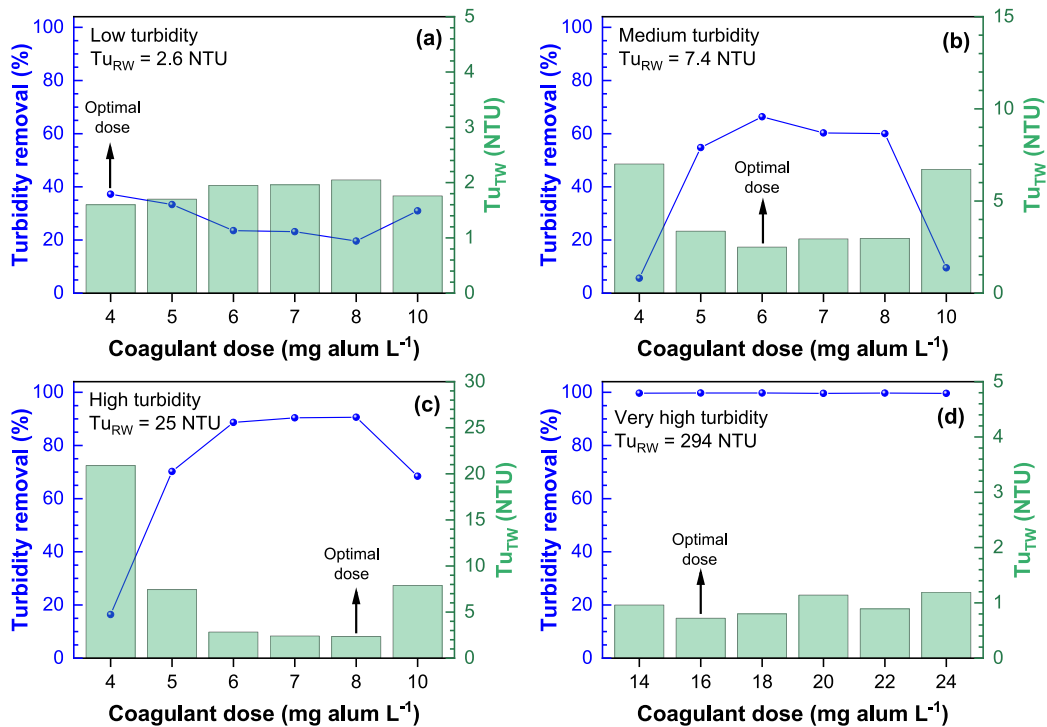 (a)
Low turbidity
Tu_RW = 2.6 NTU
Optimal
dose
Turbidity removal (%)
100
80
60
40
20
0
5
4
3
2
1
0
Tu_TW (NTU)
4 5 6 7 8 10
Coagulant dose (mg alum L⁻¹)
(b)
Medium turbidity
Tu_RW = 7.4 NTU
Optimal
dose
Turbidity removal (%)
100
80
60
40
20
0
15
10
5
0
Tu_TW (NTU)
4 5 6 7 8 10
Coagulant dose (mg alum L⁻¹)
(c)
High turbidity
Tu_RW = 25 NTU
Optimal
dose
Turbidity removal (%)
100
80
60
40
20
0
30
25
20
15
10
5
0
Tu_TW (NTU)
4 5 6 7 8 10
Coagulant dose (mg alum L⁻¹)
(d)
Very high turbidity
Tu_RW = 294 NTU
Optimal
dose
Turbidity removal (%)
100
80
60
40
20
0
5
4
3
2
1
0
Tu_TW (NTU)
14 16 18 20 22 24
Coagulant dose (mg alum L⁻¹)